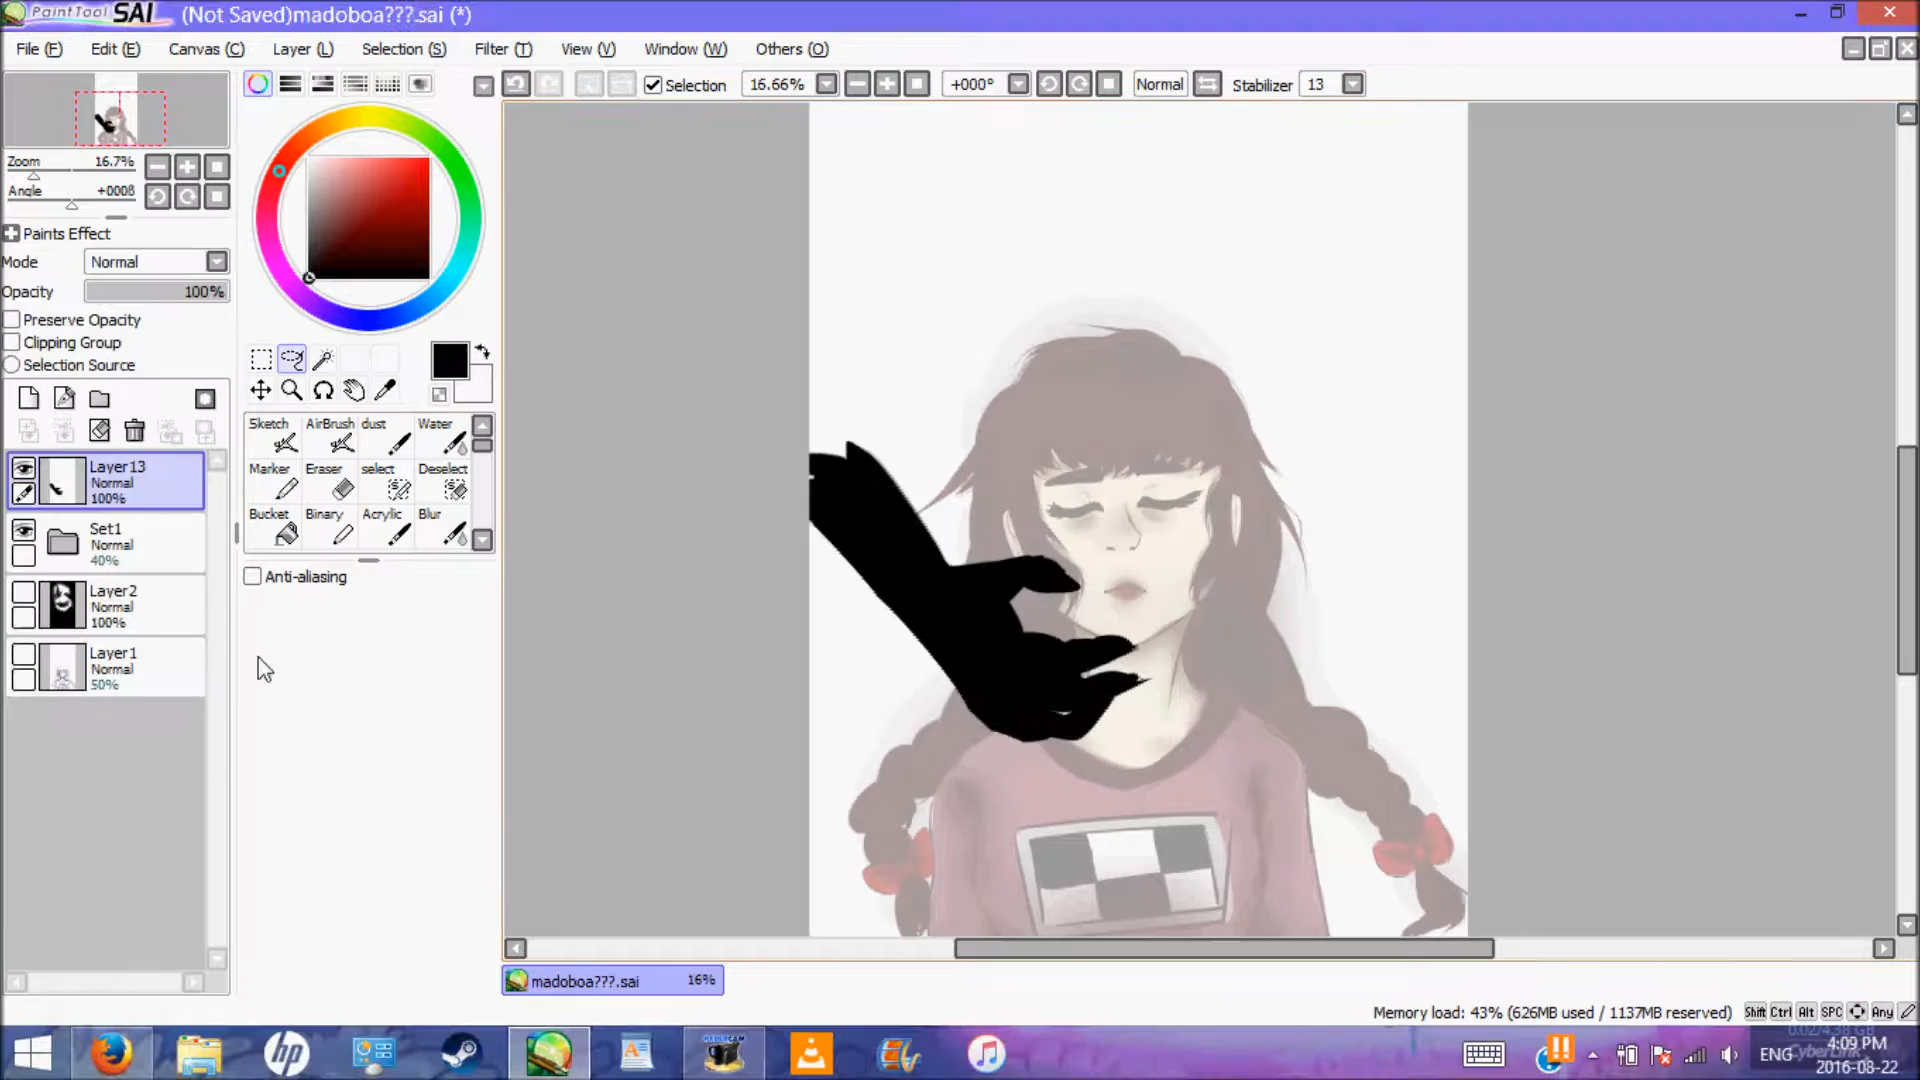 PaintTool SAI (Not Saved)madoboa???.sai (*)
File (F) Edit (E) Canvas (C) Layer (L) Selection (S) Filter (T) View (V) Window (W) Others (O)
Selection 16.66% +000° Normal Stabilizer 13
Zoom 16.7%
Angle +000ß
Paints Effect
Mode Normal
Opacity 100%
Preserve Opacity
Clipping Group
Selection Source
Layer13
Normal
100%
Set1
Normal
40%
Layer2
Normal
100%
Layer1
Normal
50%
Sketch AirBrush dust Water
Marker Eraser select Deselect
Bucket Binary Acrylic Blur
Anti-aliasing
madoboa???.sai 16%
Memory load: 43% (626MB used / 1137MB reserved) Shift Ctrl Alt SPC Any
hp
ENG
4:09 PM
2016-08-22
CyberLink